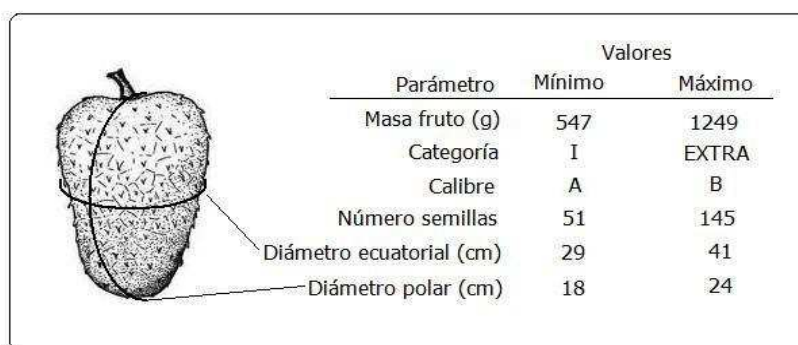 Valores
Parámetro Mínimo Máximo
Masa fruto (g) 547 1249
Categoría I EXTRA
Calibre A B
Número semillas 51 145
Diámetro ecuatorial (cm) 29 41
Diámetro polar (cm) 18 24